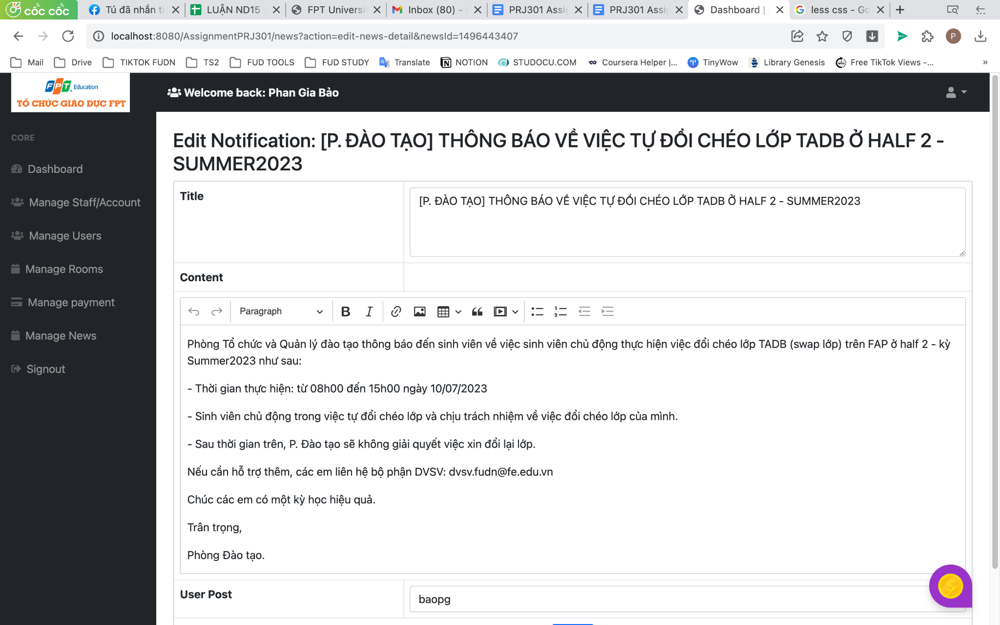 cốc cốc
Tú đã nhắn ti
LUẬN ND15 -
FPT Universi
Inbox (80) -
PRJ301 Assig
PRJ301 Assig
Dashboard |
less css - Go
localhost:8080/AssignmentPRJ301/news?action=edit-news-detail&newsId=1496443407
P
Mail
Drive
TIKTOK FUDN
TS2
FUD TOOLS
FUD STUDY
Translate
NOTION
STUDOCU.COM
Coursera Helper |...
TinyWow
Library Genesis
Free TikTok Views -...
»
FPT Education
TỔ CHỨC GIÁO DỤC FPT
Welcome back: Phan Gia Bảo
CORE
Dashboard
Manage Staff/Account
Manage Users
Manage Rooms
Manage payment
Manage News
Signout
Edit Notification: [P. ĐÀO TẠO] THÔNG BÁO VỀ VIỆC TỰ ĐỔI CHÉO LỚP TADB Ở HALF 2 -
SUMMER2023
Title
[P. ĐÀO TẠO] THÔNG BÁO VỀ VIỆC TỰ ĐỔI CHÉO LỚP TADB Ở HALF 2 - SUMMER2023
Content
Paragraph
Phòng Tổ chức và Quản lý đào tạo thông báo đến sinh viên về việc sinh viên chủ động thực hiện việc đổi chéo lớp TADB (swap lớp) trên FAP ở half 2 - kỳ
Summer2023 như sau:
- Thời gian thực hiện: từ 08h00 đến 15h00 ngày 10/07/2023
- Sinh viên chủ động trong việc tự đổi chéo lớp và chịu trách nhiệm về việc đổi chéo lớp của mình.
- Sau thời gian trên, P. Đào tạo sẽ không giải quyết việc xin đổi lại lớp.
Nếu cần hỗ trợ thêm, các em liên hệ bộ phận DVSV: dvsv.fudn@fe.edu.vn
Chúc các em có một kỳ học hiệu quả.
Trân trọng,
Phòng Đào tạo.
User Post
baopg